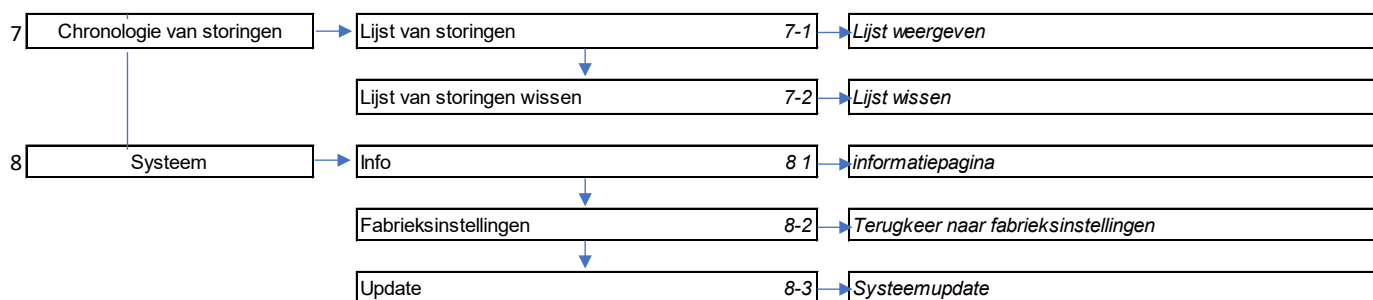 7 Chronologie van storingen Lijst van storingen 7-1 Lijst weergeven
Lijst van storingen wissen 7-2 Lijst wissen
8 Systeem Info 8 1 informatiepagina
Fabrieksinstellingen 8-2 Terugkeer naar fabrieksinstellingen
Update 8-3 Systeemupdate